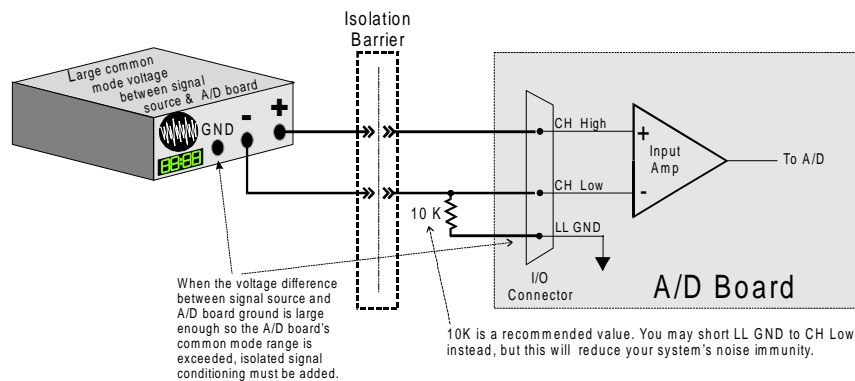 Isolation
Barrier
Large common
mode voltage
between signal
source & A/D board
GND
-
+
88:88
CH High
+
Input
Amp
To A/D
CH Low
-
10 K
LL GND
I/O
Connector
A/D Board
When the voltage difference
between signal source and
A/D board ground is large
enough so the A/D board's
common mode range is
exceeded, isolated signal
conditioning must be added.
10K is a recommended value. You may short LL GND to CH Low
instead, but this will reduce your system's noise immunity.